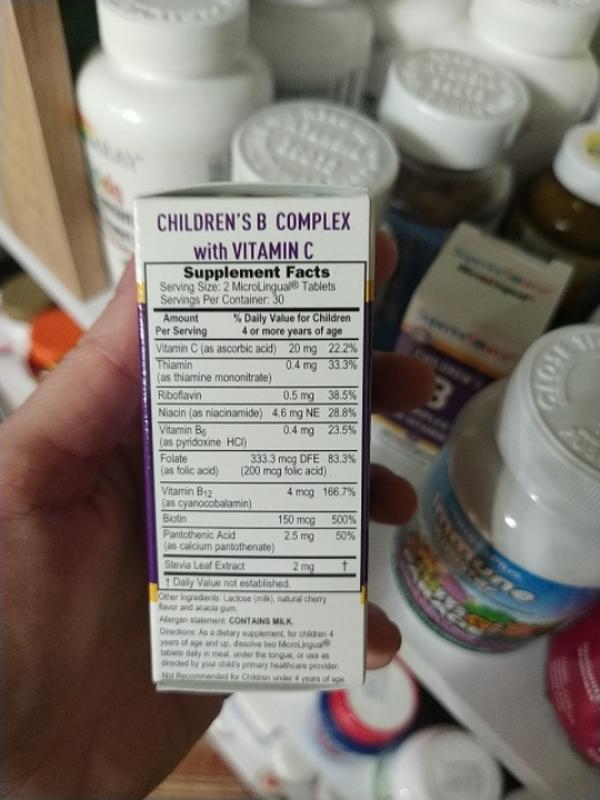 CHILDREN'S B COMPLEX
with VITAMIN C
Supplement Facts
Serving Size: 2 MicroLingual® Tablets
Servings Per Container: 30
Amount Per Serving % Daily Value for Children 4 or more years of age
Vitamin C (as ascorbic acid) 20 mg 22.2%
Thiamin 0.4 mg 33.3%
(as thiamine mononitrate)
Riboflavin 0.5 mg 38.5%
Niacin (as niacinamide) 4.6 mg NE 28.8%
Vitamin B6 0.4 mg 23.5%
(as pyridoxine HCl)
Folate 333.3 mcg DFE 83.3%
(as folic acid) (200 mcg folic acid)
Vitamin B12 4 mcg 166.7%
(as cyanocobalamin)
Biotin 150 mcg 500%
Pantothenic Acid 2.5 mg 50%
(as calcium pantothenate)
Stevia Leaf Extract 2 mg †
† Daily Value not established.
Other Ingredients: Lactose (milk), natural cherry
flavor and acacia gum.
Allergen statement: CONTAINS MILK.
Directions: As a dietary supplement, for children 4
years of age and up, dissolve two MicroLingual®
tablets daily in meal, under the tongue, or use as
directed by your child's primary healthcare provider.
Not Recommended for Children under 4 years of age.
CLOSE TI